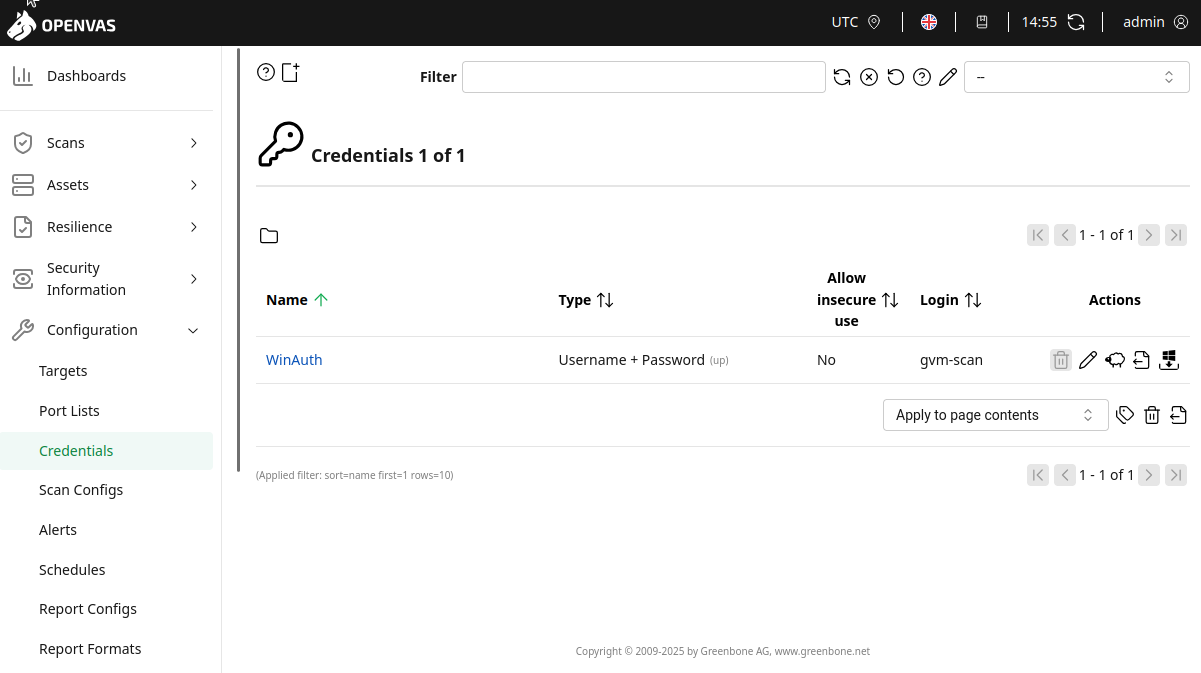 OPENVAS
UTC
14:55
admin
Dashboards
Scans
Assets
Resilience
Security
Information
Configuration
Targets
Port Lists
Credentials
Scan Configs
Alerts
Schedules
Report Configs
Report Formats
Filter
--
Credentials 1 of 1
1 - 1 of 1
Name
Type
Allow
insecure
use
Login
Actions
WinAuth
Username + Password (up)
No
gvm-scan
Apply to page contents
(Applied filter: sort=name first=1 rows=10)
1 - 1 of 1
Copyright © 2009-2025 by Greenbone AG, www.greenbone.net